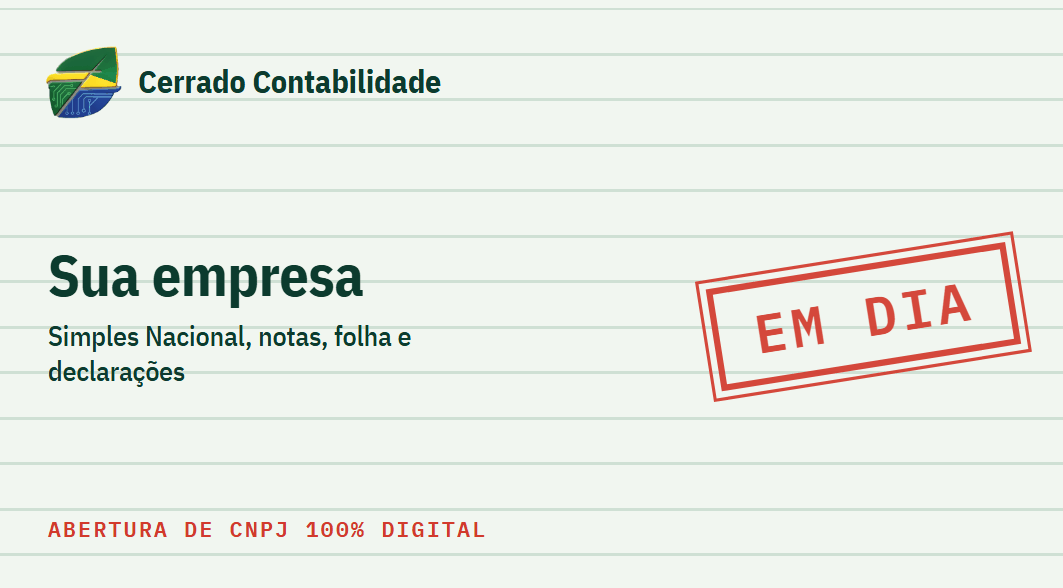 Cerrado Contabilidade
Sua empresa
Simples Nacional, notas, folha e
declarações
EM DIA
ABERTURA DE CNPJ 100% DIGITAL